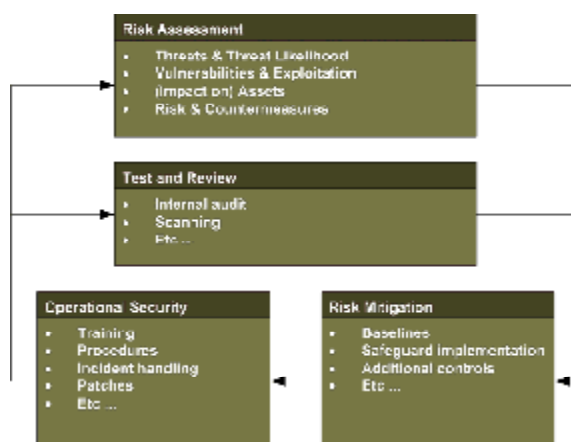 Risk Assessment
• Threats & Threat Likelihood
• Vulnerabilities & Exploitation
• (Impact on) Assets
• Risk & Countermeasures
Test and Review
• Internal audit
• Scanning
• Etc ...
Operational Security
• Training
• Procedures
• Incident handling
• Patches
• Etc ...
Risk Mitigation
• Baselines
• Safeguard implementation
• Additional controls
• Etc ...